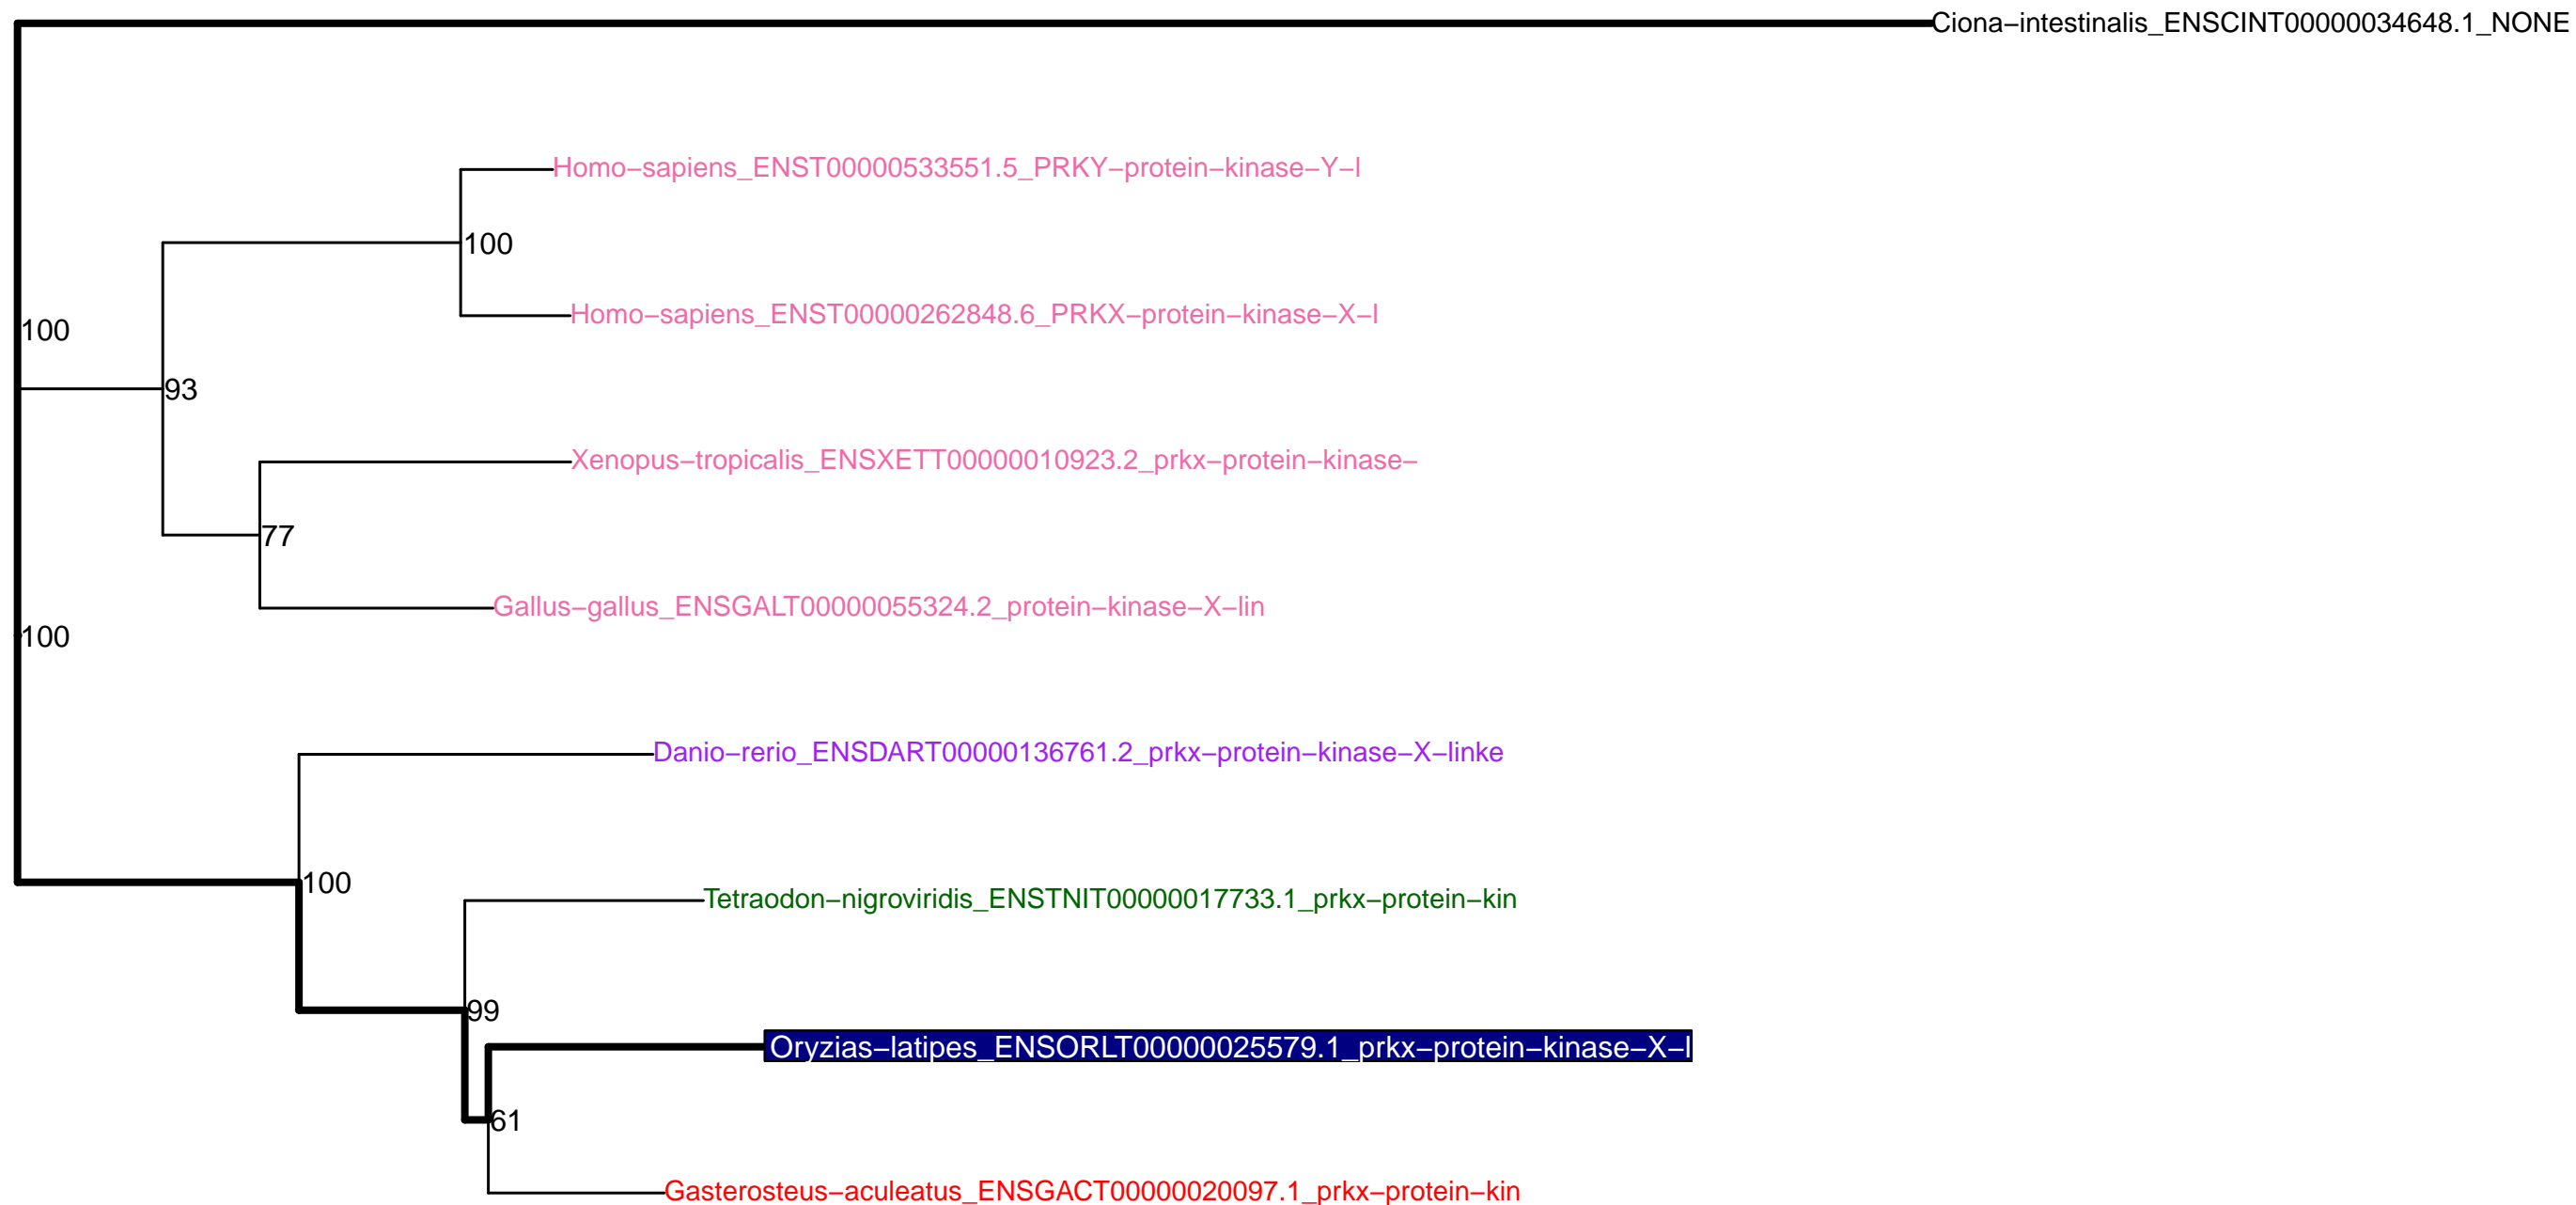 Ciona−intestinalis_ENSCINT00000034648.1_NONE
Homo−sapiens_ENST00000533551.5_PRKY−protein−kinase−Y−l
100
Homo−sapiens_ENST00000262848.6_PRKX−protein−kinase−X−l
100
93
Xenopus−tropicalis_ENSXETT00000010923.2_prkx−protein−kinase−
77
Gallus−gallus_ENSGALT00000055324.2_protein−kinase−X−lin
100
Danio−rerio_ENSDART00000136761.2_prkx−protein−kinase−X−linke
100
Tetraodon−nigroviridis_ENSTNIT00000017733.1_prkx−protein−kin
99
Oryzias−latipes_ENSORLT00000025579.1_prkx−protein−kinase−X−l
61
Gasterosteus−aculeatus_ENSGACT00000020097.1_prkx−protein−kin